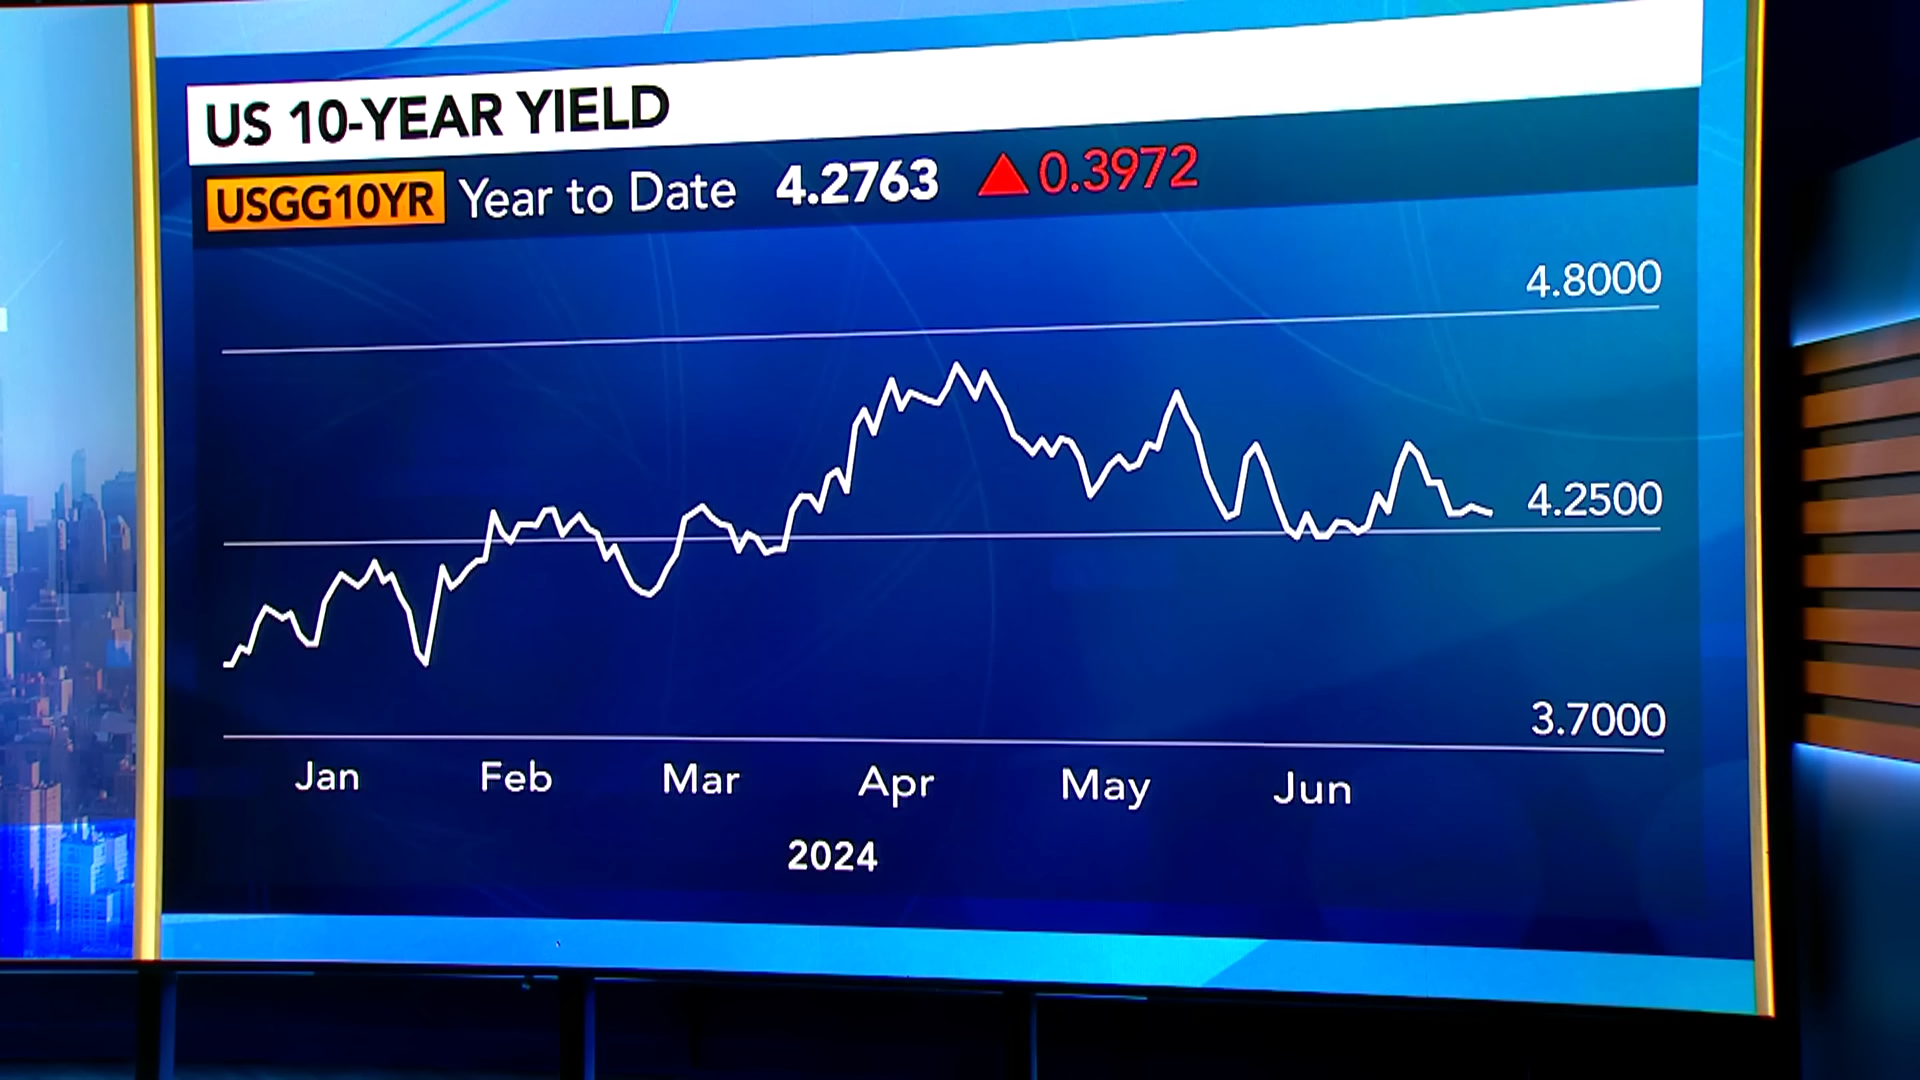 US 10-YEAR YIELD
USGG10YR Year to Date 4.2763 ▲0.3972
4.8000
4.2500
3.7000
Jan Feb Mar Apr May Jun
2024